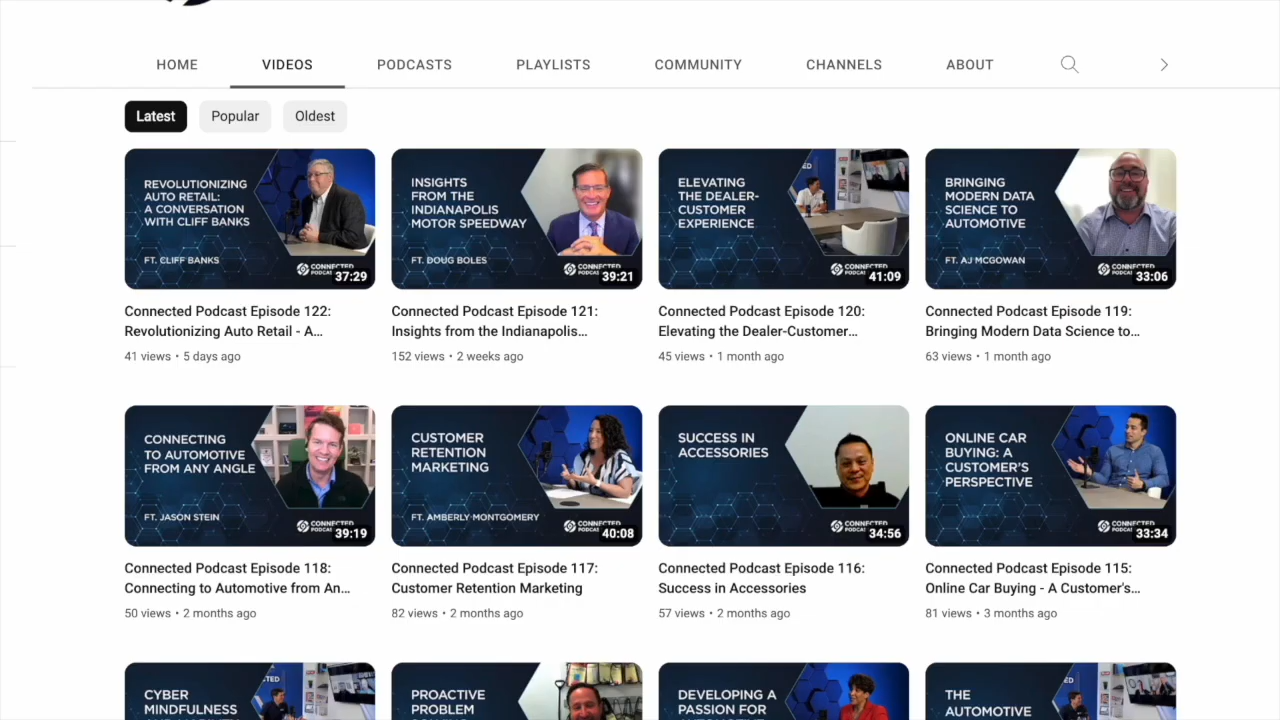 HOME VIDEOS PODCASTS PLAYLISTS COMMUNITY CHANNELS ABOUT
Latest Popular Oldest
REVOLUTIONIZING
AUTO RETAIL:
A CONVERSATION
WITH CLIFF BANKS
FT. CLIFF BANKS
CONNECTED
37:29
INSIGHTS
FROM THE
INDIANAPOLIS
MOTOR SPEEDWAY
FT. DOUG BOLES
CONNECTED
39:21
ELEVATING
THE DEALER-
CUSTOMER
EXPERIENCE
CONNECTED
41:09
BRINGING
MODERN DATA
SCIENCE TO
AUTOMOTIVE
FT. AJ MCGOWAN
CONNECTED
33:06
Connected Podcast Episode 122:
Revolutionizing Auto Retail - A...
41 views • 5 days ago
Connected Podcast Episode 121:
Insights from the Indianapolis...
152 views • 2 weeks ago
Connected Podcast Episode 120:
Elevating the Dealer-Customer...
45 views • 1 month ago
Connected Podcast Episode 119:
Bringing Modern Data Science to...
63 views • 1 month ago
CONNECTING
TO AUTOMOTIVE
FROM ANY ANGLE
FT. JASON STEIN
CONNECTED
39:19
CUSTOMER
RETENTION
MARKETING
FT. AMBERLY MONTGOMERY
CONNECTED
40:08
SUCCESS IN
ACCESSORIES
CONNECTED
34:56
ONLINE CAR
BUYING: A
CUSTOMER'S
PERSPECTIVE
CONNECTED
33:34
Connected Podcast Episode 118:
Connecting to Automotive from An...
50 views • 2 months ago
Connected Podcast Episode 117:
Customer Retention Marketing
82 views • 2 months ago
Connected Podcast Episode 116:
Success in Accessories
57 views • 2 months ago
Connected Podcast Episode 115:
Online Car Buying - A Customer's...
81 views • 3 months ago
CYBER
MINDFULNESS
PROACTIVE
PROBLEM
DEVELOPING A
PASSION FOR
THE
AUTOMOTIVE